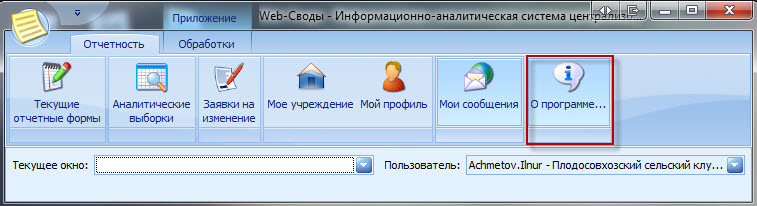 Приложение
Web-Своды - Информационно-аналитическая система централизо...
Отчетность
Обработки
Текущие
отчетные формы
Аналитические
выборки
Заявки на
изменение
Мое учреждение
Мой профиль
Мои сообщения
О программе...
Текущее окно:
Пользователь:
Achmetov.Ilnur - Плодосовхозский сельский клу...